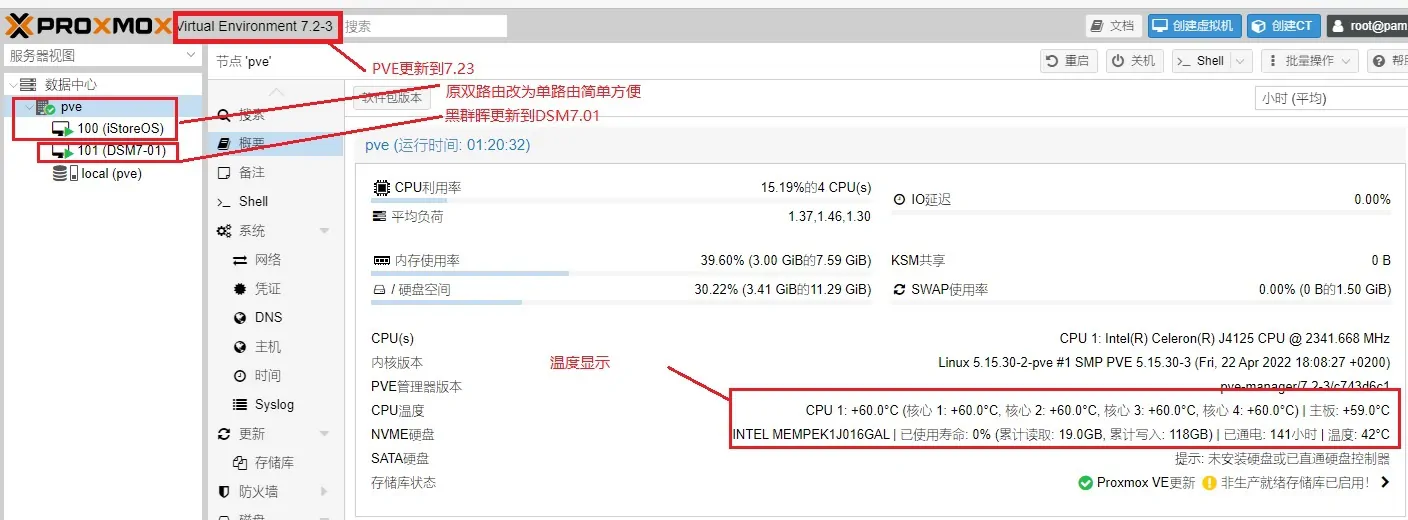 PROXMOX Virtual Environment 7.2-3 搜索
文档 创建虚拟机 创建CT root@pam
服务器视图
节点 'pve'
重启 关机 Shell 批量操作
PVE更新到7.23
数据中心
pve
100 (iStoreOS)
101 (DSM7-01)
local (pve)
原双路由改为单路由简单方便
黑群晖更新到DSM7.01
软件包版本
小时 (平均)
搜索
概要
备注
Shell
系统
网络
凭证
DNS
主机
时间
Syslog
更新
存储库
防火墙
pve (运行时间: 01:20:32)
CPU利用率 15.19%的4 CPU(s)
IO延迟 0.00%
平均负荷 1.37,1.46,1.30
内存使用率 39.60% (3.00 GiB的7.59 GiB)
KSM共享 0 B
/ 硬盘空间 30.22% (3.41 GiB的11.29 GiB)
SWAP使用率 0.00% (0 B的1.50 GiB)
CPU(s) CPU 1: Intel(R) Celeron(R) J4125 CPU @ 2341.668 MHz
内核版本 Linux 5.15.30-2-pve #1 SMP PVE 5.15.30-3 (Fri, 22 Apr 2022 18:08:27 +0200)
温度显示
PVE管理器版本 pve-manager/7.2-3/c743d6c1
CPU温度 CPU 1: +60.0°C (核心 1: +60.0°C, 核心 2: +60.0°C, 核心 3: +60.0°C, 核心 4: +60.0°C) | 主板: +59.0°C
NVME硬盘 INTEL MEMPEK1J016GAL | 已使用寿命: 0% (累计读取: 19.0GB, 累计写入: 118GB) | 已通电: 141小时 | 温度: 42°C
SATA硬盘 提示: 未安装硬盘或已直通硬盘控制器
存储库状态 Proxmox VE更新 非生产就绪存储库已启用!